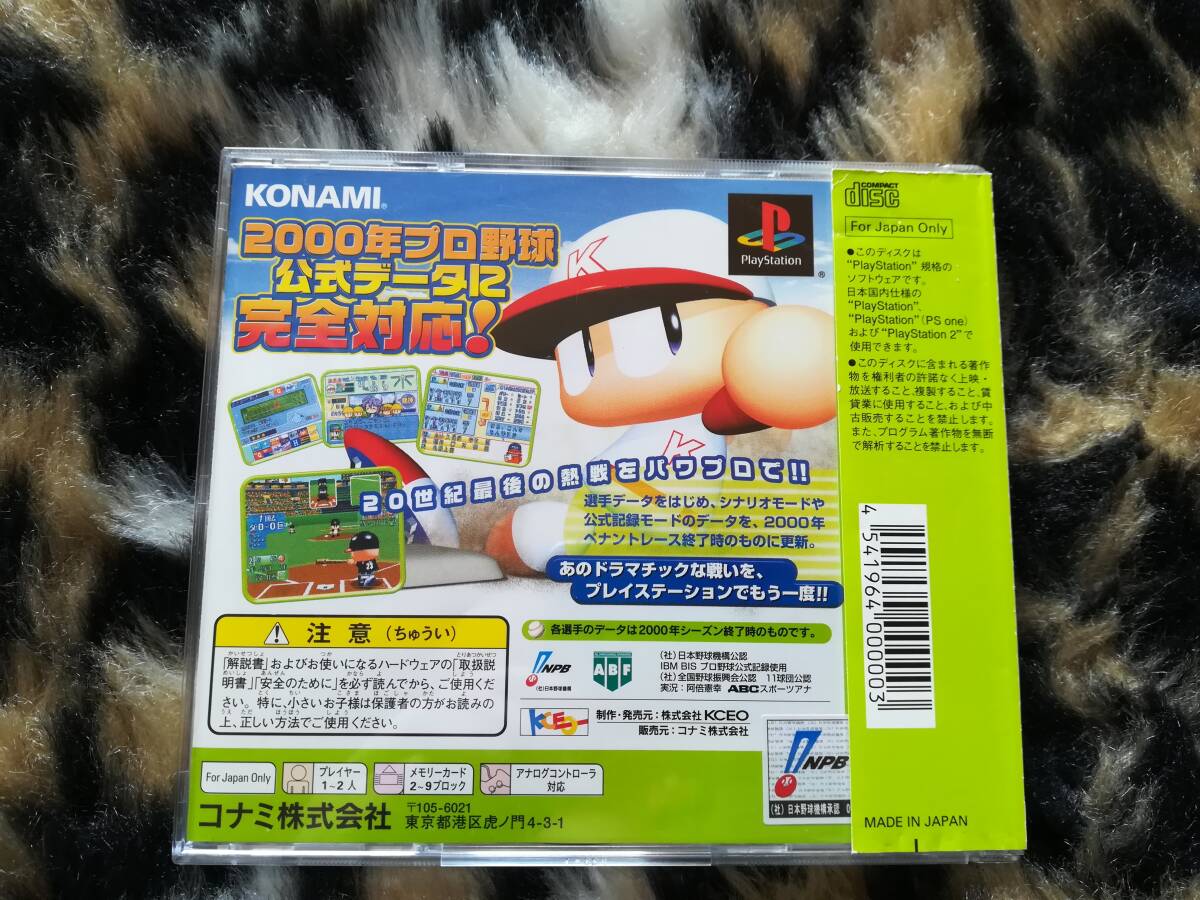 KONAMI
2000年プロ野球
公式データに
完全対応!
K
PlayStation
K
20世紀最後の熱戦をパワプロで!!
選手データをはじめ、シナリオモードや
公式記録モードのデータを、2000年
ペナントレース終了時のものに更新。
あのドラマチックな戦いを、
プレイステーションでもう一度!!
注意(ちゅうい)
「解説書」およびお使いになるハードウェアの「取扱説
明書」「安全のために」を必ず読んでから、ご使用くだ
さい。特に、小さいお子様は保護者の方がお読みの
上、正しい方法でご使用ください。
各選手のデータは2000年シーズン終了時のものです。
NPB
(社)日本野球機構
ABF
(社)日本野球機構公認
IBM BIS プロ野球公式記録使用
(社)全国野球振興会公認 11球団公認
実況:阿倍憲幸 ABCスポーツアナ
KCEO
制作・発売元:株式会社KCEO
販売元:コナミ株式会社
NPB
(社)日本野球機構承認
For Japan Only
プレイヤー
1~2人
メモリーカード
2~9ブロック
アナログコントローラ
対応
コナミ株式会社
〒105-6021
東京都港区虎ノ門4-3-1
COMPACT
disc
For Japan Only
●このディスクは
"PlayStation"規格の
ソフトウェアです。
日本国内仕様の
"PlayStation"、
"PlayStation"(PS one)
および"PlayStation 2"で
使用できます。
●このディスクに含まれる著作
物を権利者の許諾なく上映・
放送すること、複製すること、賃
貸業に使用すること、および中
古販売することを禁止します。
また、プログラム著作物を無断
で解析することを禁止します。
4 541964 000003
MADE IN JAPAN